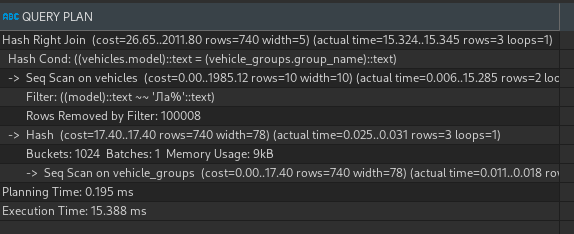 ABC QUERY PLAN
Hash Right Join (cost=26.65..2011.80 rows=740 width=5) (actual time=15.324..15.345 rows=3 loops=1)
Hash Cond: ((vehicles.model)::text = (vehicle_groups.group_name)::text)
-> Seq Scan on vehicles (cost=0.00..1985.12 rows=10 width=10) (actual time=0.006..15.285 rows=2 loo
Filter: ((model)::text ~~ 'Ла%'::text)
Rows Removed by Filter: 100008
-> Hash (cost=17.40..17.40 rows=740 width=78) (actual time=0.025..0.031 rows=3 loops=1)
Buckets: 1024 Batches: 1 Memory Usage: 9kB
-> Seq Scan on vehicle_groups (cost=0.00..17.40 rows=740 width=78) (actual time=0.011..0.018 rov
Planning Time: 0.195 ms
Execution Time: 15.388 ms